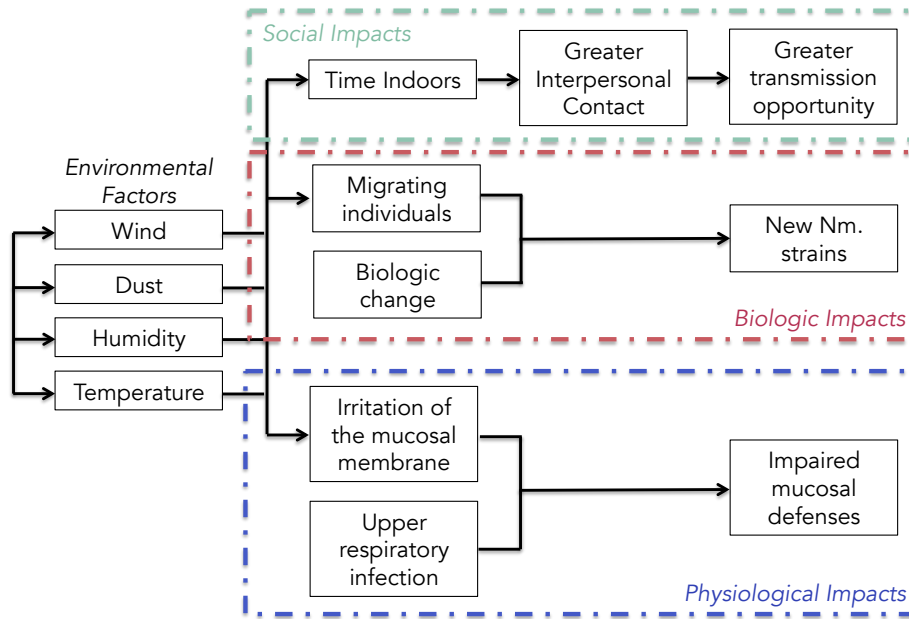 Social Impacts
Time Indoors
Greater
Interpersonal
Contact
Greater
transmission
opportunity
Environmental
Factors
Wind
Dust
Humidity
Temperature
Migrating
individuals
Biologic
change
New Nm.
strains
Biologic Impacts
Irritation of
the mucosal
membrane
Upper
respiratory
infection
Impaired
mucosal
defenses
Physiological Impacts